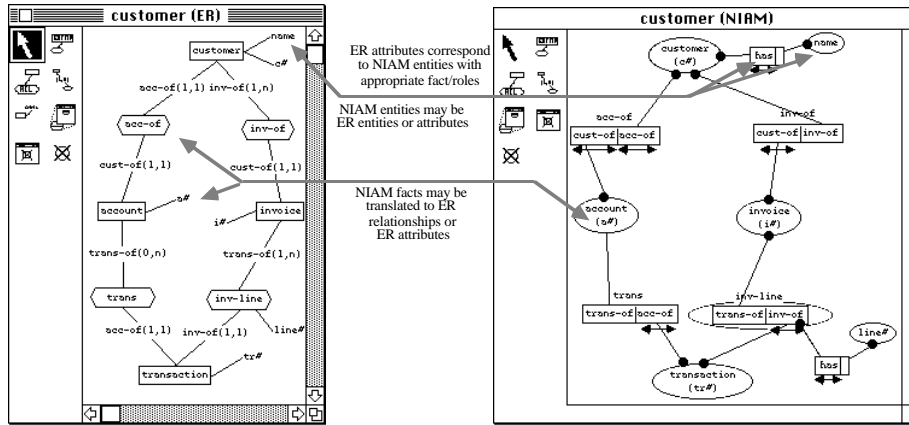 customer (ER)
customer
name
c#
acc-of(1,1) inv-of(1,n)
acc-of
inv-of
cust-of(1,1)
cust-of(1,1)
a#
account
i#
invoice
trans-of(0,n)
trans-of(1,n)
trans
inv-line
acc-of(1,1)
inv-of(1,1)
line#
tr#
transaction
ER attributes correspond
to NIAM entities with
appropriate fact/roles
NIAM entities may be
ER entities or attributes
NIAM facts may be
translated to ER
relationships or
ER attributes
customer (NIAM)
customer
(c#)
has
name
acc-of
inv-of
cust-of acc-of
cust-of inv-of
account
(a#)
invoice
(i#)
trans
inv-line
trans-of acc-of
trans-of inv-of
line#
has
transaction
(tr#)